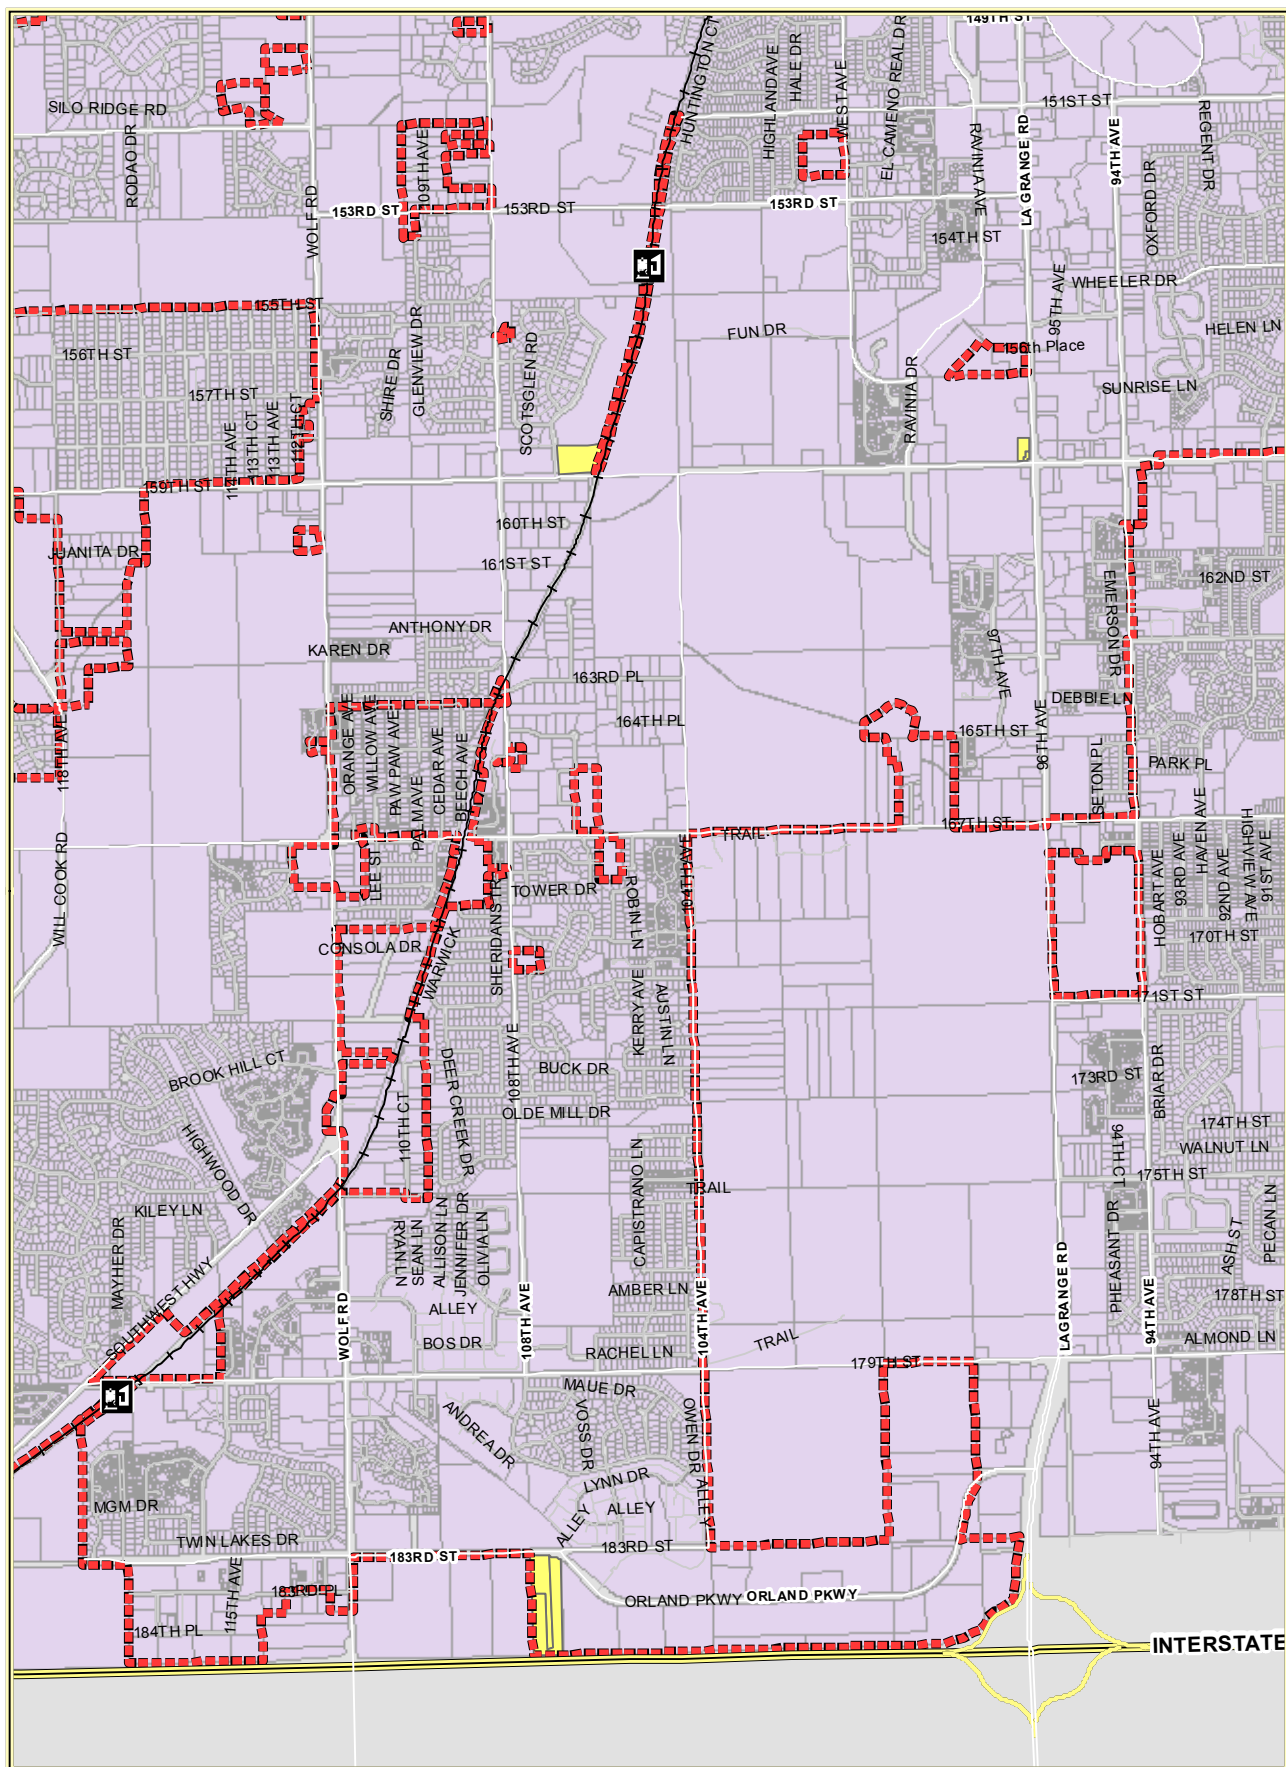 149TH ST
HUNTINGTON CT
HIGHLAND AVE
HALE DR
WEST AVE
EL CAMENO REAL DR
151ST ST
SILO RIDGE RD
RODAO DR
109TH AVE
WOLF RD
RAVINIA AVE
LA GRANGE RD
94TH AVE
REGENT DR
OXFORD DR
153RD ST
153RD ST
153RD ST
154TH ST
95TH AVE
WHEELER DR
155TH ST
156TH ST
SHIRE DR
GLENVIEW DR
SCOTSGLEN RD
FUN DR
HELEN LN
156th Place
157TH ST
RAVINIA DR
SUNRISE LN
114TH AVE
113TH CT
113TH AVE
112TH CT
159TH ST
160TH ST
JUANITA DR
161ST ST
EMERSON DR
162ND ST
ANTHONY DR
KAREN DR
97TH AVE
163RD PL
164TH PL
DEBBIE LN
118TH AVE
ORANGE AVE
WILLOW AVE
PAW PAW AVE
PALM AVE
CEDAR AVE
BEECH AVE
165TH ST
96TH AVE
SETON PL
PARK PL
167TH ST
TRAIL
WILL COOK RD
LEE ST
TOWER DR
SHERIDANS TRL
ROBIN LN
104TH AVE
HOBART AVE
93RD AVE
HAVEN AVE
92ND AVE
HIGHVIEW AVE
91ST AVE
CONSOLA DR
WARWICK
170TH ST
KERRY AVE
AUSTIN LN
171ST ST
BROOK HILL CT
DEER CREEK DR
108TH AVE
BUCK DR
173RD ST
BRIAR DR
OLDE MILL DR
110TH CT
HIGHWOOD DR
174TH ST
WALNUT LN
94TH CT
175TH ST
CAPISTRANO LN
TRAIL
KILEY LN
MAYHER DR
RYAN LN
SEAN LN
ALLISON LN
JENNIFER DR
OLIVIA LN
PHEASANT DR
ASH ST
PECAN LN
SOUTHWEST HWY
LAGRANGE RD
AMBER LN
178TH ST
WOLF RD
ALLEY
108TH AVE
104TH AVE
94TH AVE
BOS DR
RACHEL LN
TRAIL
ALMOND LN
179TH ST
MAUE DR
ANDREA DR
VOSS DR
OWEN DR
94TH AVE
LYNN DR
MGM DR
ALLEY
ALLEY
ALLEY
TWIN LAKES DR
183RD ST
183RD ST
115TH AVE
183RD PL
ORLAND PKWY
ORLAND PKWY
184TH PL
INTERSTATE